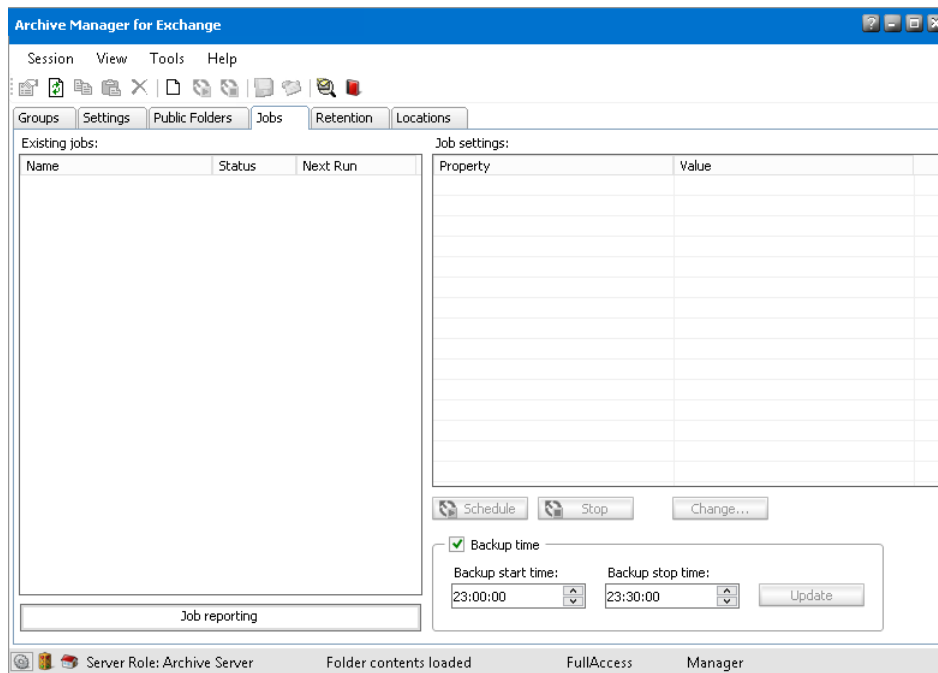 Archive Manager for Exchange
Session View Tools Help
Groups Settings Public Folders Jobs Retention Locations
Existing jobs: Job settings:
Name Status Next Run Property Value
Schedule Stop Change...
Backup time
Backup start time: Backup stop time:
23:00:00 23:30:00 Update
Job reporting
Server Role: Archive Server Folder contents loaded FullAccess Manager